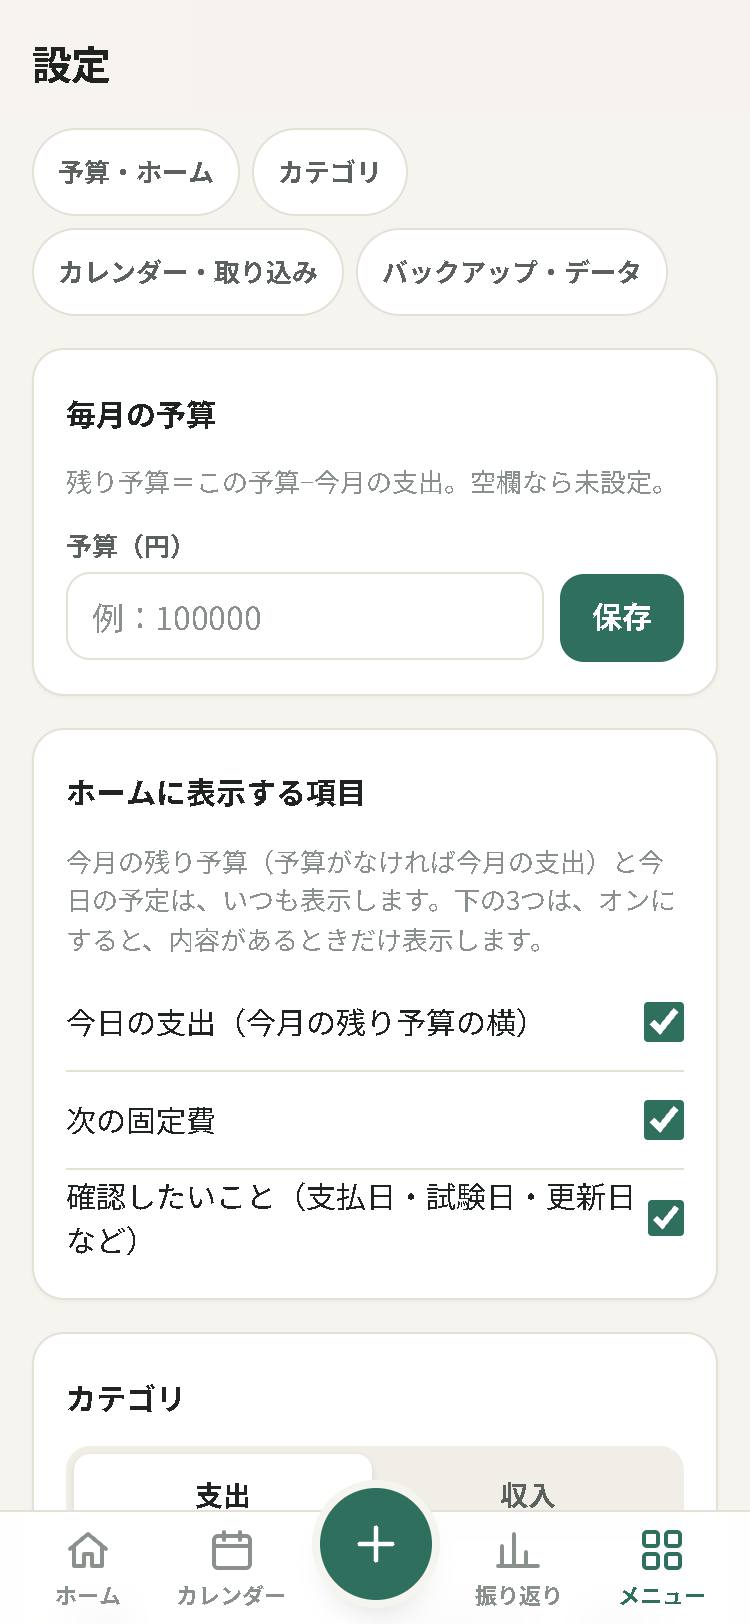 設定
予算・ホーム
カテゴリ
カレンダー・取り込み
バックアップ・データ
毎月の予算
残り予算＝この予算−今月の支出。空欄なら未設定。
予算（円）
例：100000
保存
ホームに表示する項目
今月の残り予算（予算がなければ今月の支出）と今
日の予定は、いつも表示します。下の3つは、オンに
すると、内容があるときだけ表示します。
今日の支出（今月の残り予算の横）
次の固定費
確認したいこと（支払日・試験日・更新日
など）
カテゴリ
支出
収入
ホーム
カレンダー
振り返り
メニュー